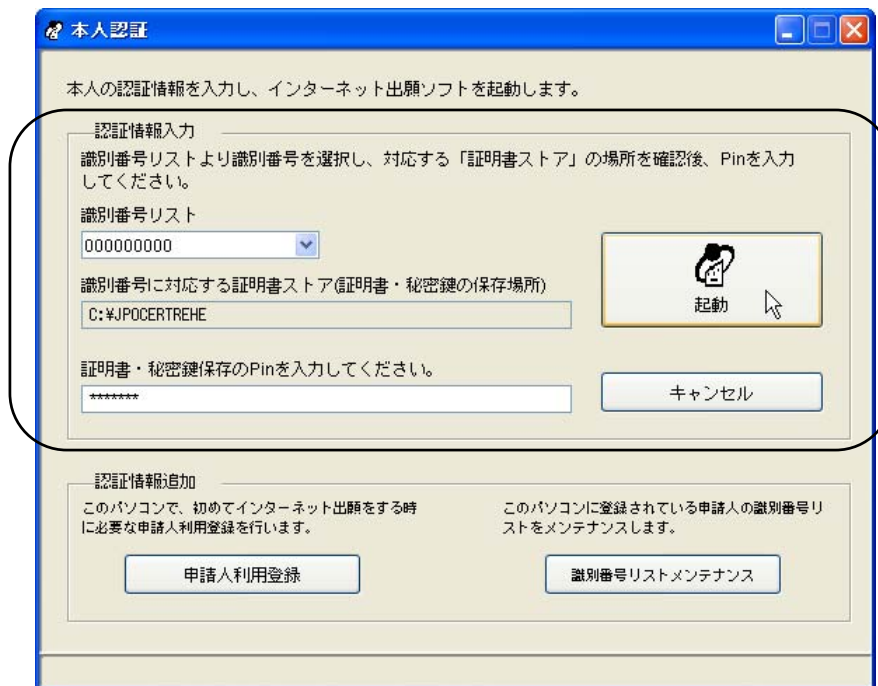 本人認証
本人の認証情報を入力し、インターネット出願ソフトを起動します。
認証情報入力
識別番号リストより識別番号を選択し、対応する「証明書ストア」の場所を確認後、Pinを入力
してください。
識別番号リスト
000000000
識別番号に対応する証明書ストア(証明書・秘密鍵の保存場所)
C:¥JPOCERTREHE
起動
証明書・秘密鍵保存のPinを入力してください。
*******
キャンセル
認証情報追加
このパソコンで、初めてインターネット出願をする時
に必要な申請人利用登録を行います。
申請人利用登録
このパソコンに登録されている申請人の識別番号リ
ストをメンテナンスします。
識別番号リストメンテナンス